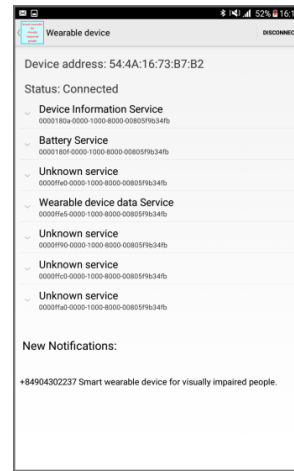 52% 16:1
Wearable device
DISCONNEC
Device address: 54:4A:16:73:B7:B2
Status: Connected
Device Information Service
0000180a-0000-1000-8000-00805f9b34fb
Battery Service
0000180f-0000-1000-8000-00805f9b34fb
Unknown service
0000ffe0-0000-1000-8000-00805f9b34fb
Wearable device data Service
0000ffe5-0000-1000-8000-00805f9b34fb
Unknown service
0000ff90-0000-1000-8000-00805f9b34fb
Unknown service
0000ffc0-0000-1000-8000-00805f9b34fb
Unknown service
0000ffa0-0000-1000-8000-00805f9b34fb
New Notifications:
+84904302237 Smart wearable device for visually impaired people.